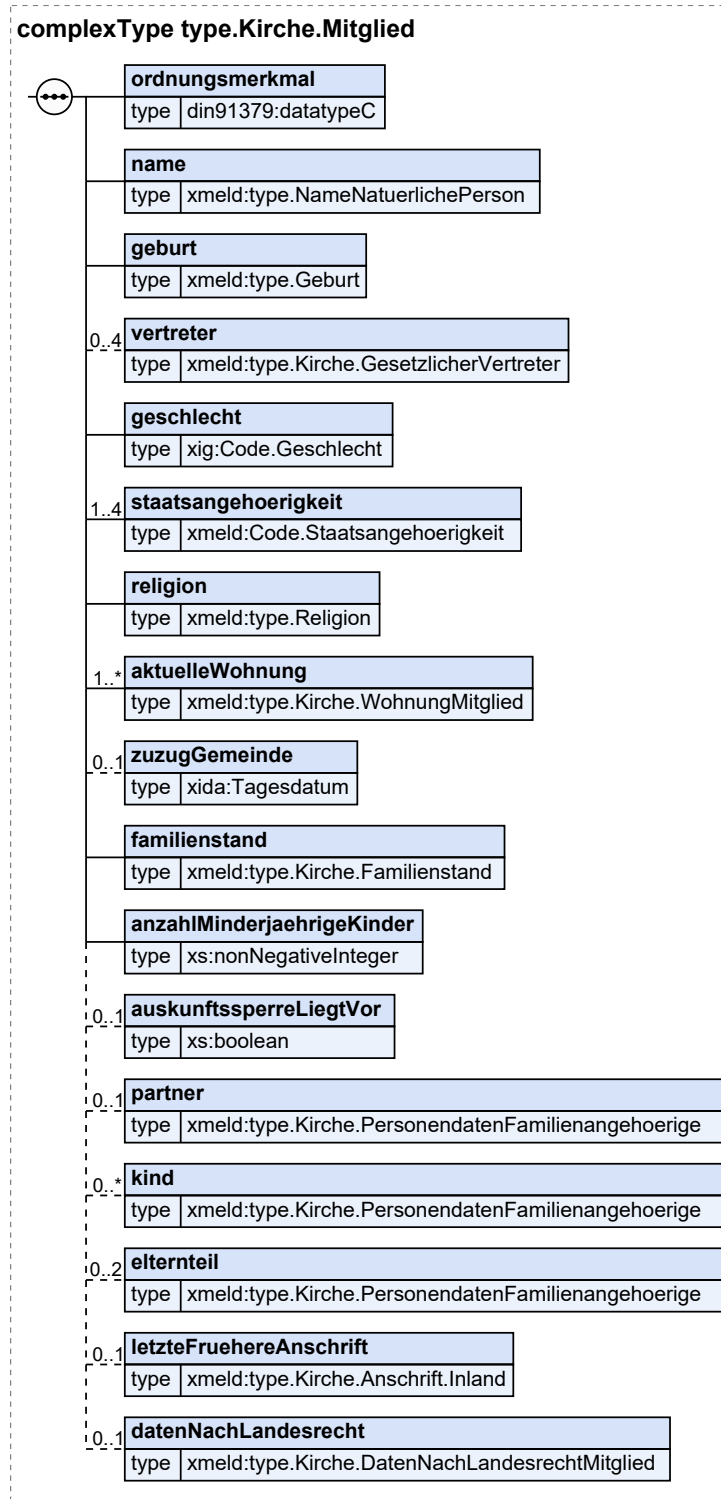 complexType type.Kirche.Mitglied
ordnungsmerkmal
type din91379:datatypeC
name
type xmeld:type.NameNatuerlichePerson
geburt
type xmeld:type.Geburt
0..4 vertreter
type xmeld:type.Kirche.GesetzlicherVertreter
geschlecht
type xig:Code.Geschlecht
1..4 staatsangehoerigkeit
type xmeld:Code.Staatsangehoerigkeit
religion
type xmeld:type.Religion
1..* aktuelleWohnung
type xmeld:type.Kirche.WohnungMitglied
0..1 zuzugGemeinde
type xida:Tagesdatum
familienstand
type xmeld:type.Kirche.Familienstand
anzahlMinderjaehrigeKinder
type xs:nonNegativeInteger
0..1 auskunftssperreLiegtVor
type xs:boolean
0..1 partner
type xmeld:type.Kirche.PersonendatenFamilienangehoerige
0..* kind
type xmeld:type.Kirche.PersonendatenFamilienangehoerige
0..2 elternteil
type xmeld:type.Kirche.PersonendatenFamilienangehoerige
0..1 letzteFruehereAnschrift
type xmeld:type.Kirche.Anschrift.Inland
0..1 datenNachLandesrecht
type xmeld:type.Kirche.DatenNachLandesrechtMitglied